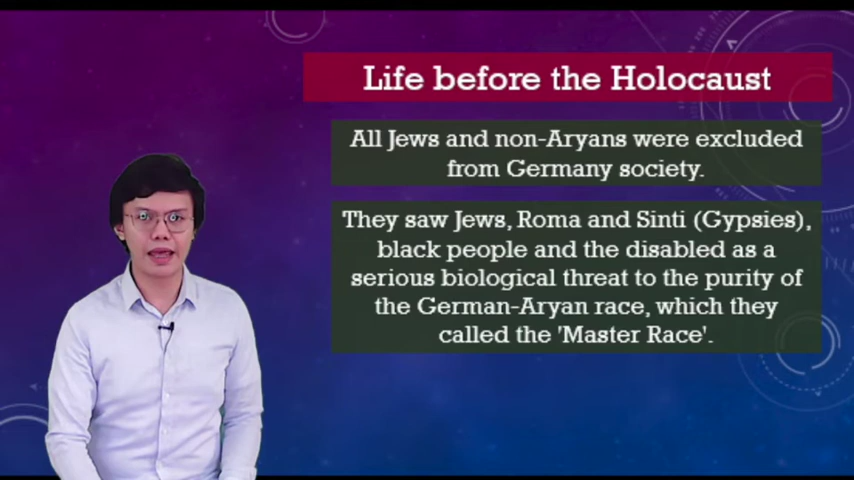 Life before the Holocaust
All Jews and non-Aryans were excluded
from Germany society.
They saw Jews, Roma and Sinti (Gypsies),
black people and the disabled as a
serious biological threat to the purity of
the German-Aryan race, which they
called the 'Master Race'.